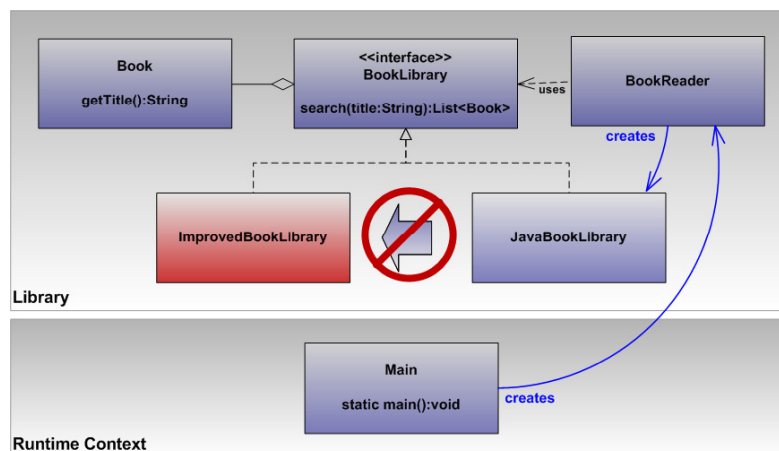 Book
getTitle():String
<<interface>>
BookLibrary
search(title:String):List<Book>
uses
BookReader
creates
ImprovedBookLibrary
JavaBookLibrary
Library
Main
static main():void
creates
Runtime Context